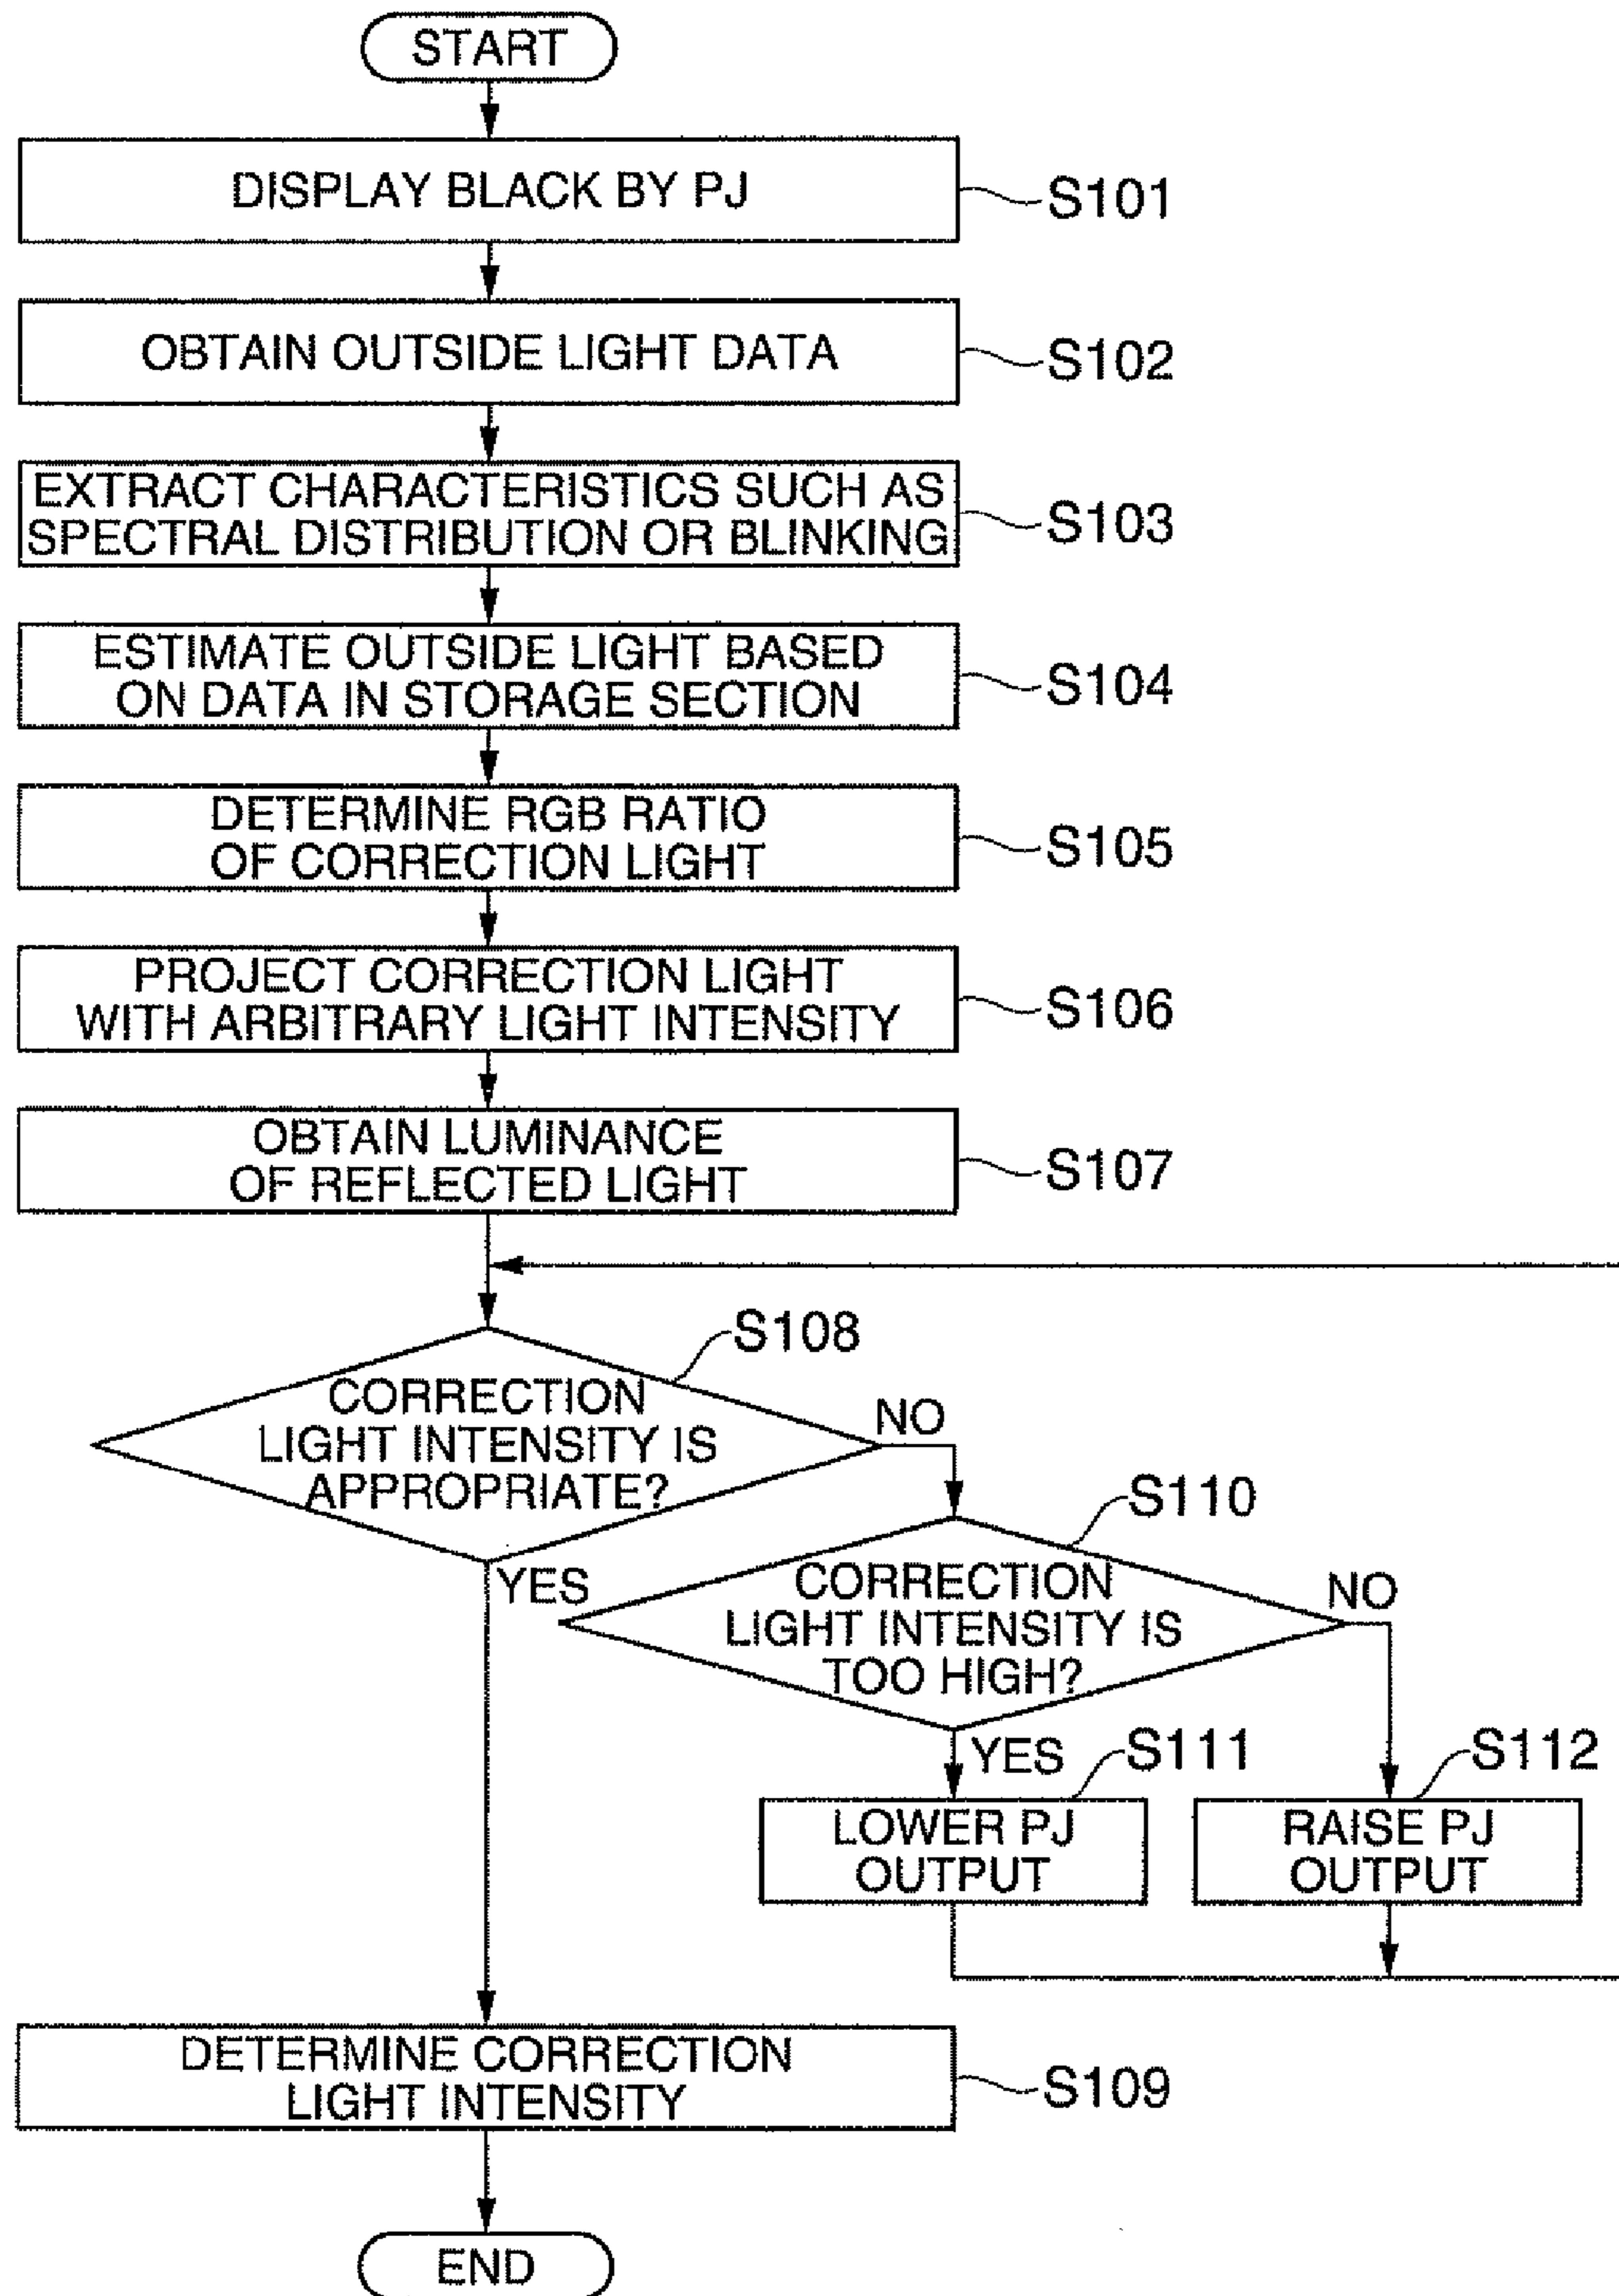 START
DISPLAY BLACK BY PJ
S101
OBTAIN OUTSIDE LIGHT DATA
S102
EXTRACT CHARACTERISTICS SUCH AS
SPECTRAL DISTRIBUTION OR BLINKING
S103
ESTIMATE OUTSIDE LIGHT BASED
ON DATA IN STORAGE SECTION
S104
DETERMINE RGB RATIO
OF CORRECTION LIGHT
S105
PROJECT CORRECTION LIGHT
WITH ARBITRARY LIGHT INTENSITY
S106
OBTAIN LUMINANCE
OF REFLECTED LIGHT
S107
S108
CORRECTION
LIGHT INTENSITY IS
APPROPRIATE?
NO
YES
S110
CORRECTION
LIGHT INTENSITY IS
TOO HIGH?
NO
YES
S111
LOWER PJ
OUTPUT
S112
RAISE PJ
OUTPUT
DETERMINE CORRECTION
LIGHT INTENSITY
S109
END